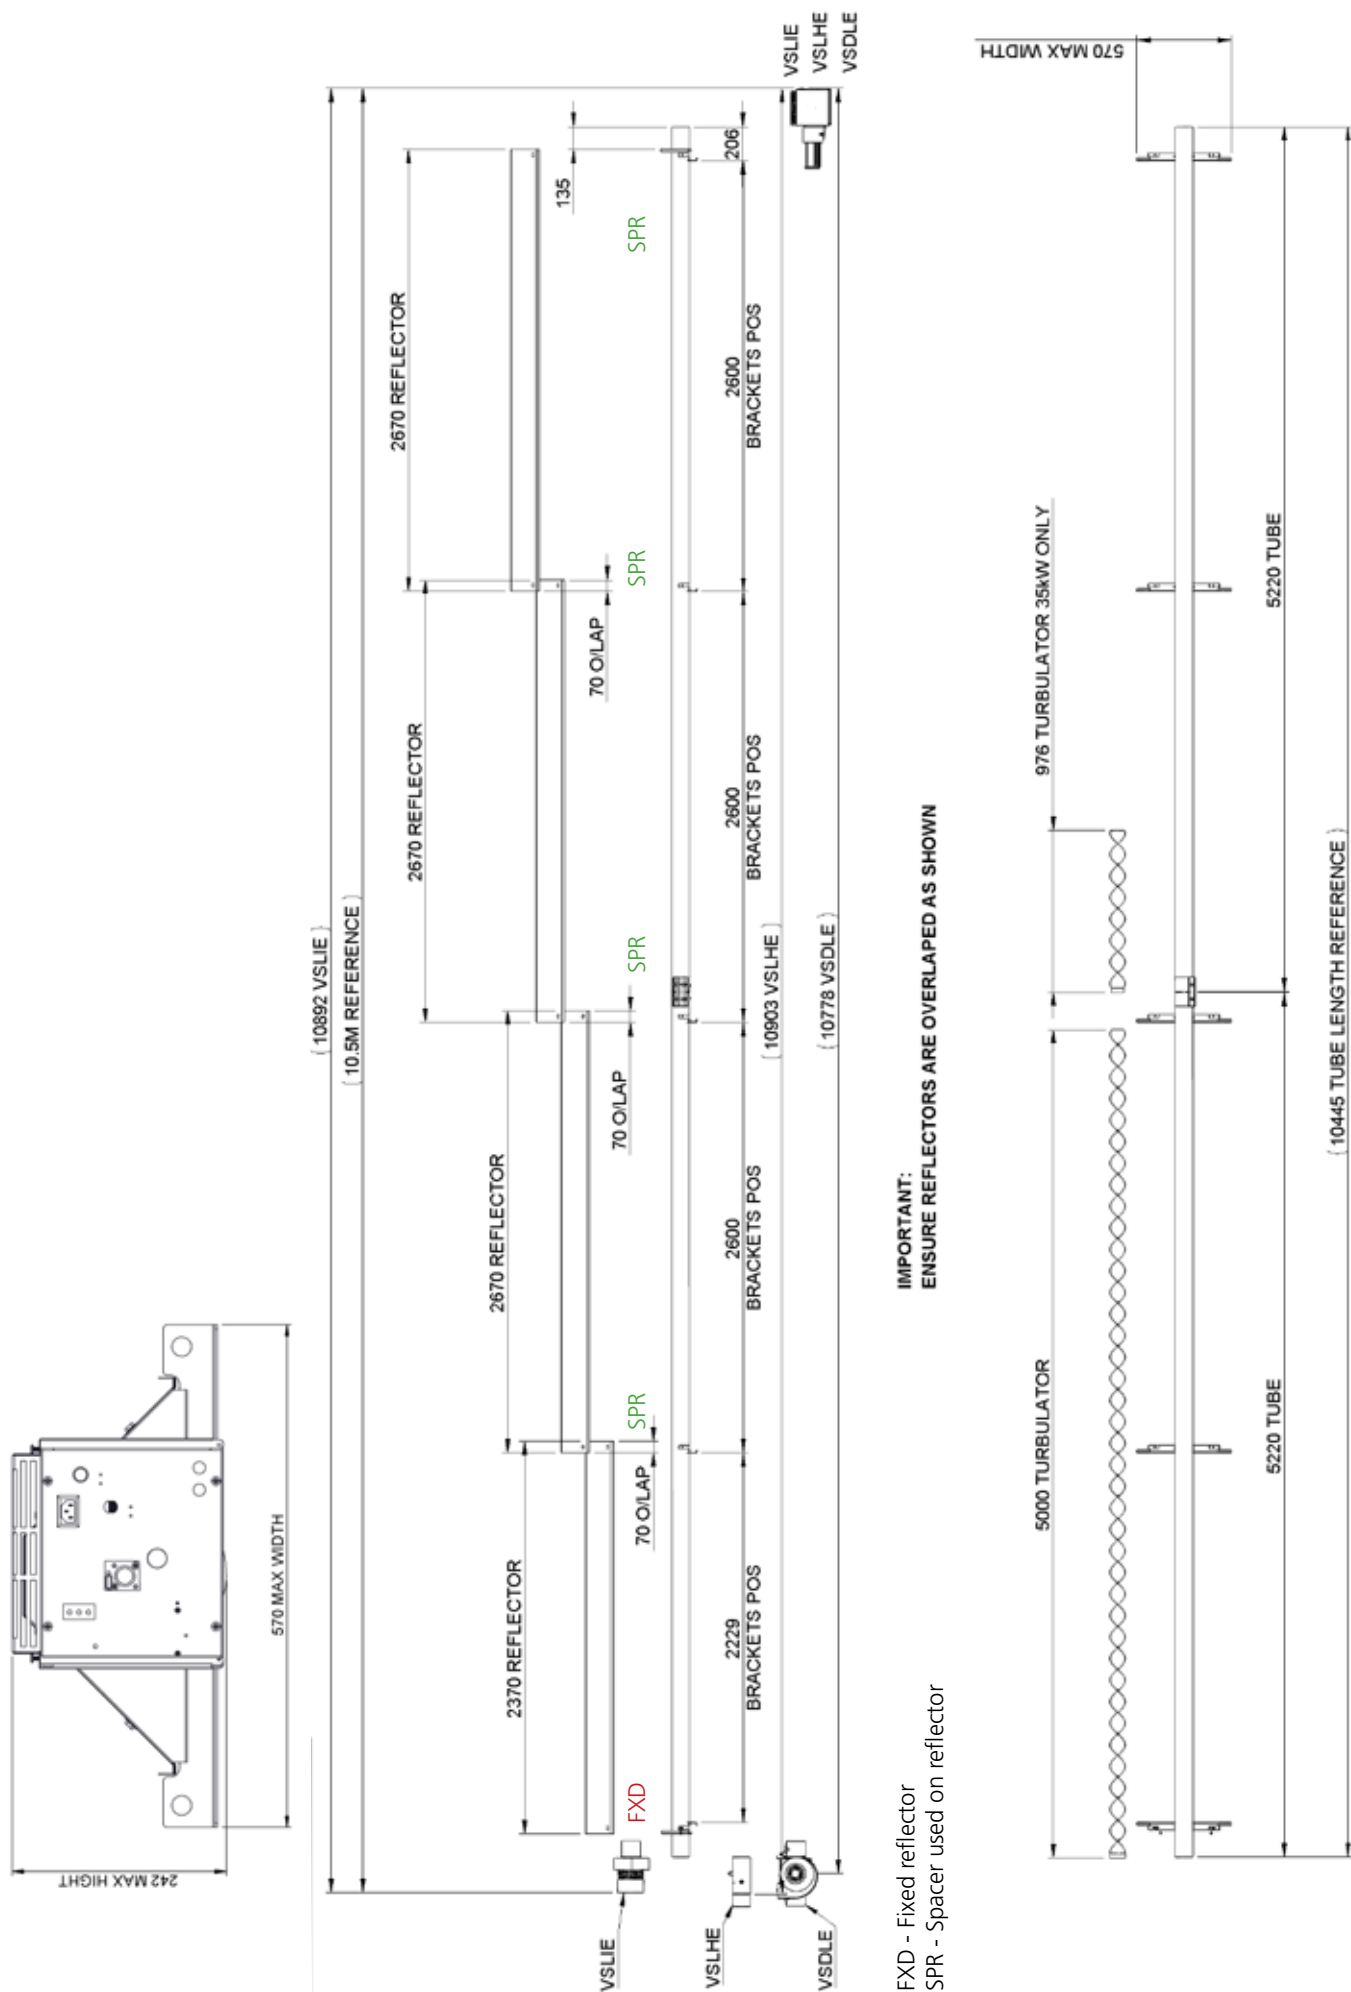 242 MAX HIGHT
570 MAX WIDTH
( 10892 VSLIE )
( 10.5M REFERENCE )
2370 REFLECTOR
2670 REFLECTOR
2670 REFLECTOR
2670 REFLECTOR
70 O/LAP
70 O/LAP
70 O/LAP
135
VSLIE
FXD
SPR
SPR
SPR
SPR
2229
BRACKETS POS
2600
BRACKETS POS
2600
BRACKETS POS
2600
BRACKETS POS
206
VSLHE
( 10903 VSLHE )
VSDLE
( 10778 VSDLE )
VSLIE
VSLHE
VSDLE
FXD - Fixed reflector
SPR - Spacer used on reflector
IMPORTANT:
ENSURE REFLECTORS ARE OVERLAPED AS SHOWN
570 MAX WIDTH
5000 TURBULATOR
976 TURBULATOR 35kW ONLY
5220 TUBE
5220 TUBE
( 10445 TUBE LENGTH REFERENCE )